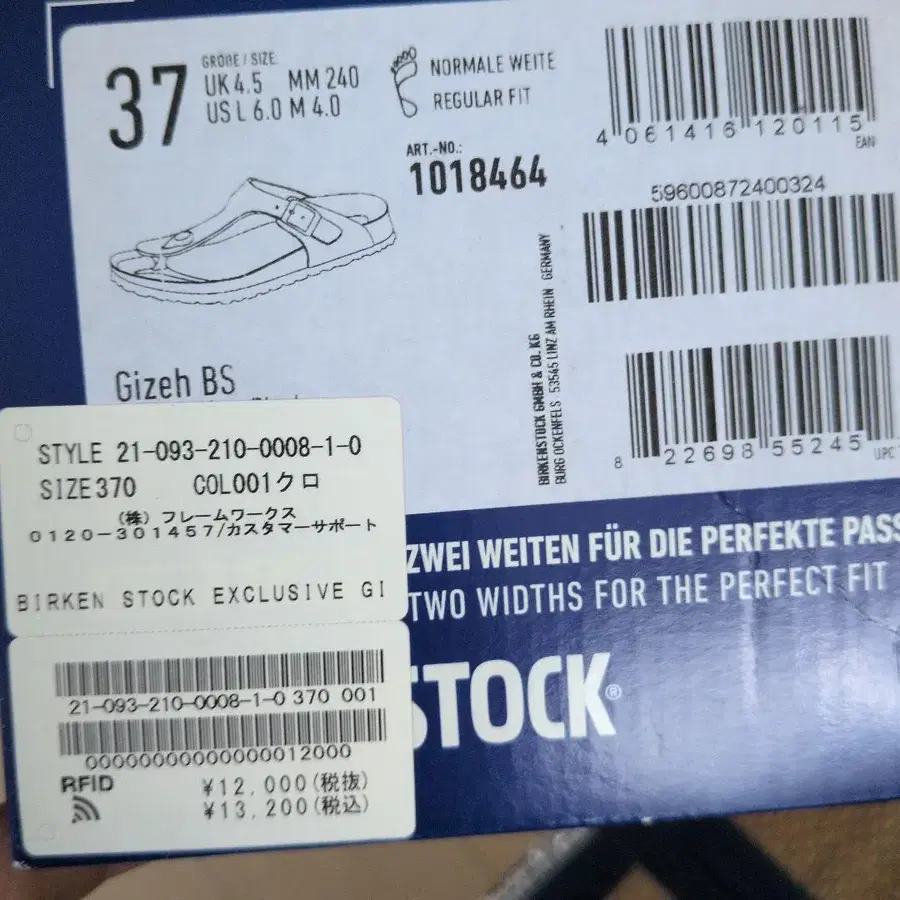 37
GRÖßE / SIZE
UK 4.5 MM 240
US L 6.0 M 4.0
NORMALE WEITE
REGULAR FIT
ART.-NO.:
1018464
4 061416 120115
EAN
59600872400324
8 22698 55245
UPC
BIRKENSTOCK GMBH & CO. KG
BURG OCKENFELS 53545 LINZ AM RHEIN GERMANY
Gizeh BS
STYLE 21-093-210-0008-1-0
SIZE370 COL001クロ
(株)フレームワークス
0120-301457/カスタマーサポート
BIRKEN STOCK EXCLUSIVE GI
21-093-210-0008-1-0 370 001
00000000000000012000
RFID
¥12,000(税抜)
¥13,200(税込)
ZWEI WEITEN FÜR DIE PERFEKTE PASS
TWO WIDTHS FOR THE PERFECT FIT
STOCK®